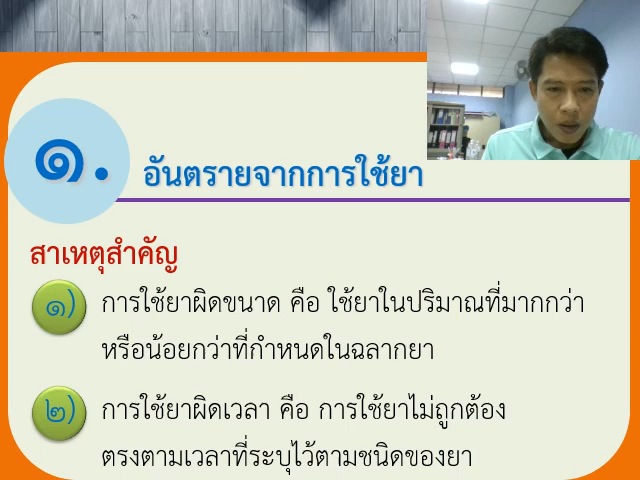 ๑.
อันตรายจากการใช้ยา
สาเหตุสำคัญ
๑) การใช้ยาผิดขนาด คือ ใช้ยาในปริมาณที่มากกว่า
หรือน้อยกว่าที่กำหนดในฉลากยา
๒) การใช้ยาผิดเวลา คือ การใช้ยาไม่ถูกต้อง
ตรงตามเวลาที่ระบุไว้ตามชนิดของยา